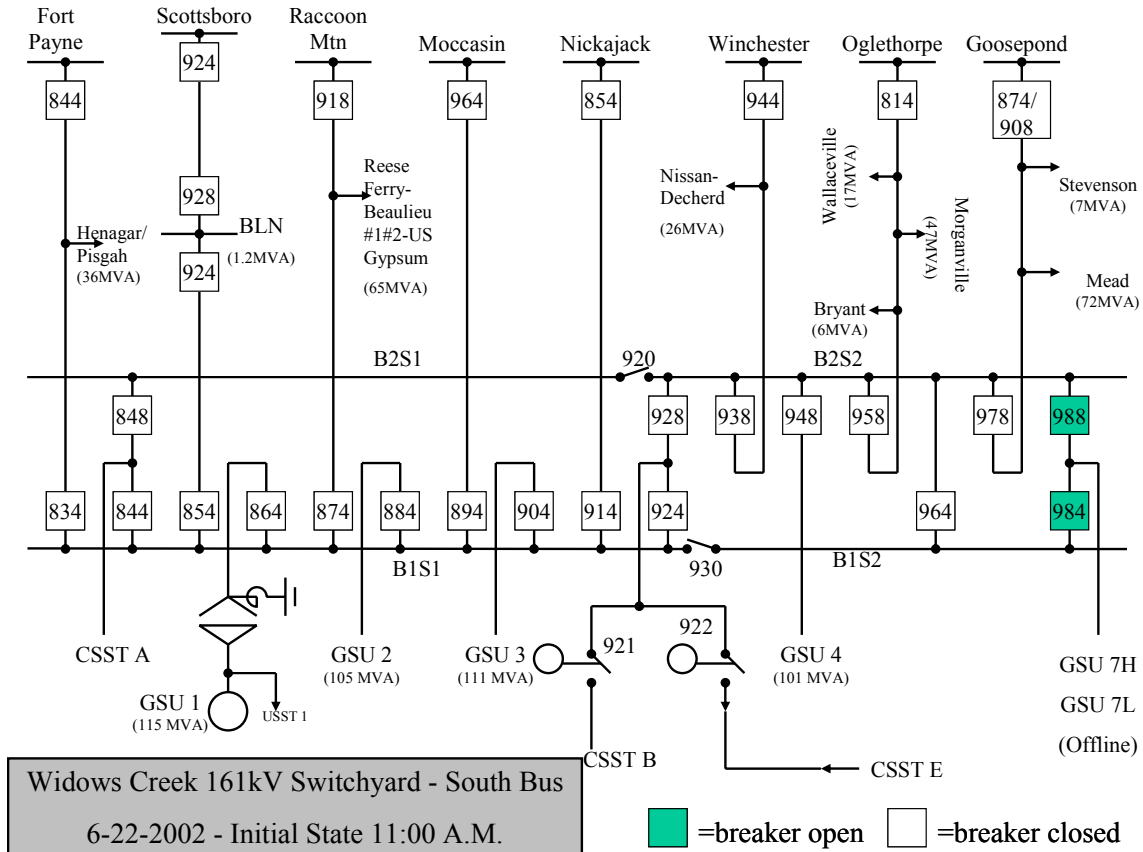 Fort
Payne
Scottsboro
Raccoon
Mtn
Moccasin
Nickajack
Winchester
Oglethorpe
Goosepond
924
844
918
964
854
944
814
874/
908
928
BLN
(1.2MVA)
924
Henagar/
Pisgah
(36MVA)
Reese
Ferry-
Beaulieu
#1#2-US
Gypsum
(65MVA)
Nissan-
Decherd
(26MVA)
Wallaceville
(17MVA)
Morganville
(47MVA)
Bryant
(6MVA)
Stevenson
(7MVA)
Mead
(72MVA)
B2S1
920
B2S2
848
928
938
948
958
978
988
834
844
854
864
874
884
894
904
914
924
964
984
B1S1
930
B1S2
CSST A
GSU 1
(115 MVA)
USST 1
GSU 2
(105 MVA)
GSU 3
(111 MVA)
921
922
GSU 4
(101 MVA)
GSU 7H
GSU 7L
(Offline)
CSST B
CSST E
Widows Creek 161kV Switchyard - South Bus
6-22-2002 - Initial State 11:00 A.M.
=breaker open
=breaker closed